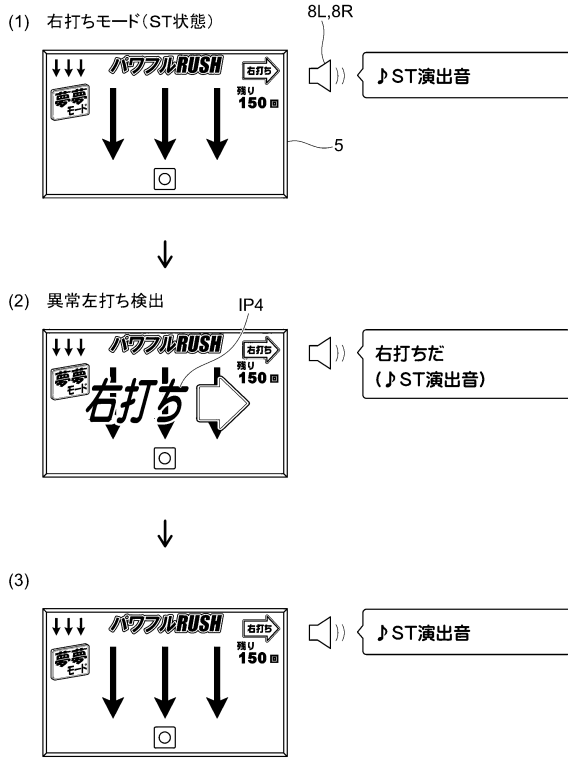 (1) 右打ちモード(ST状態)
8L,8R
パワフルRUSH
右打ち
夢夢
モード
残り
150回
♪ST演出音
5
(2) 異常左打ち検出
IP4
パワフルRUSH
右打ち
夢夢
モード
残り
150回
右打ち
右打ちだ
(♪ST演出音)
(3)
パワフルRUSH
右打ち
夢夢
モード
残り
150回
♪ST演出音